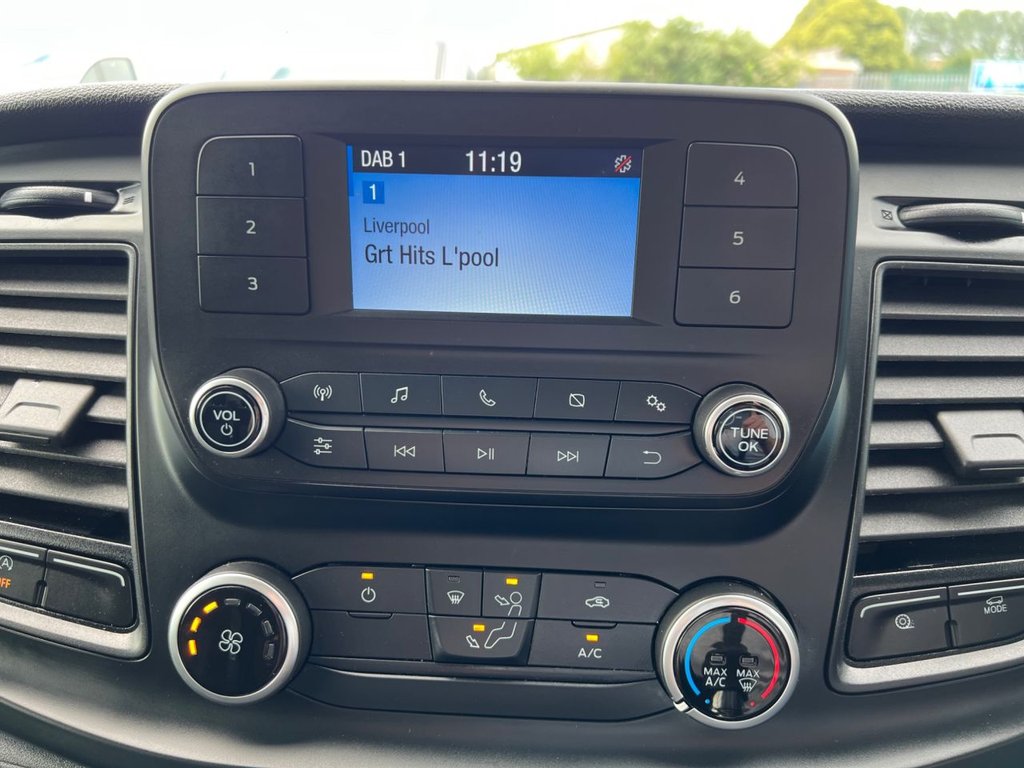 DAB 1 11:19
1
Liverpool
Grt Hits L'pool
1
2
3
4
5
6
VOL
TUNE
OK
A
OFF
MODE
A/C
MAX
A/C
MAX